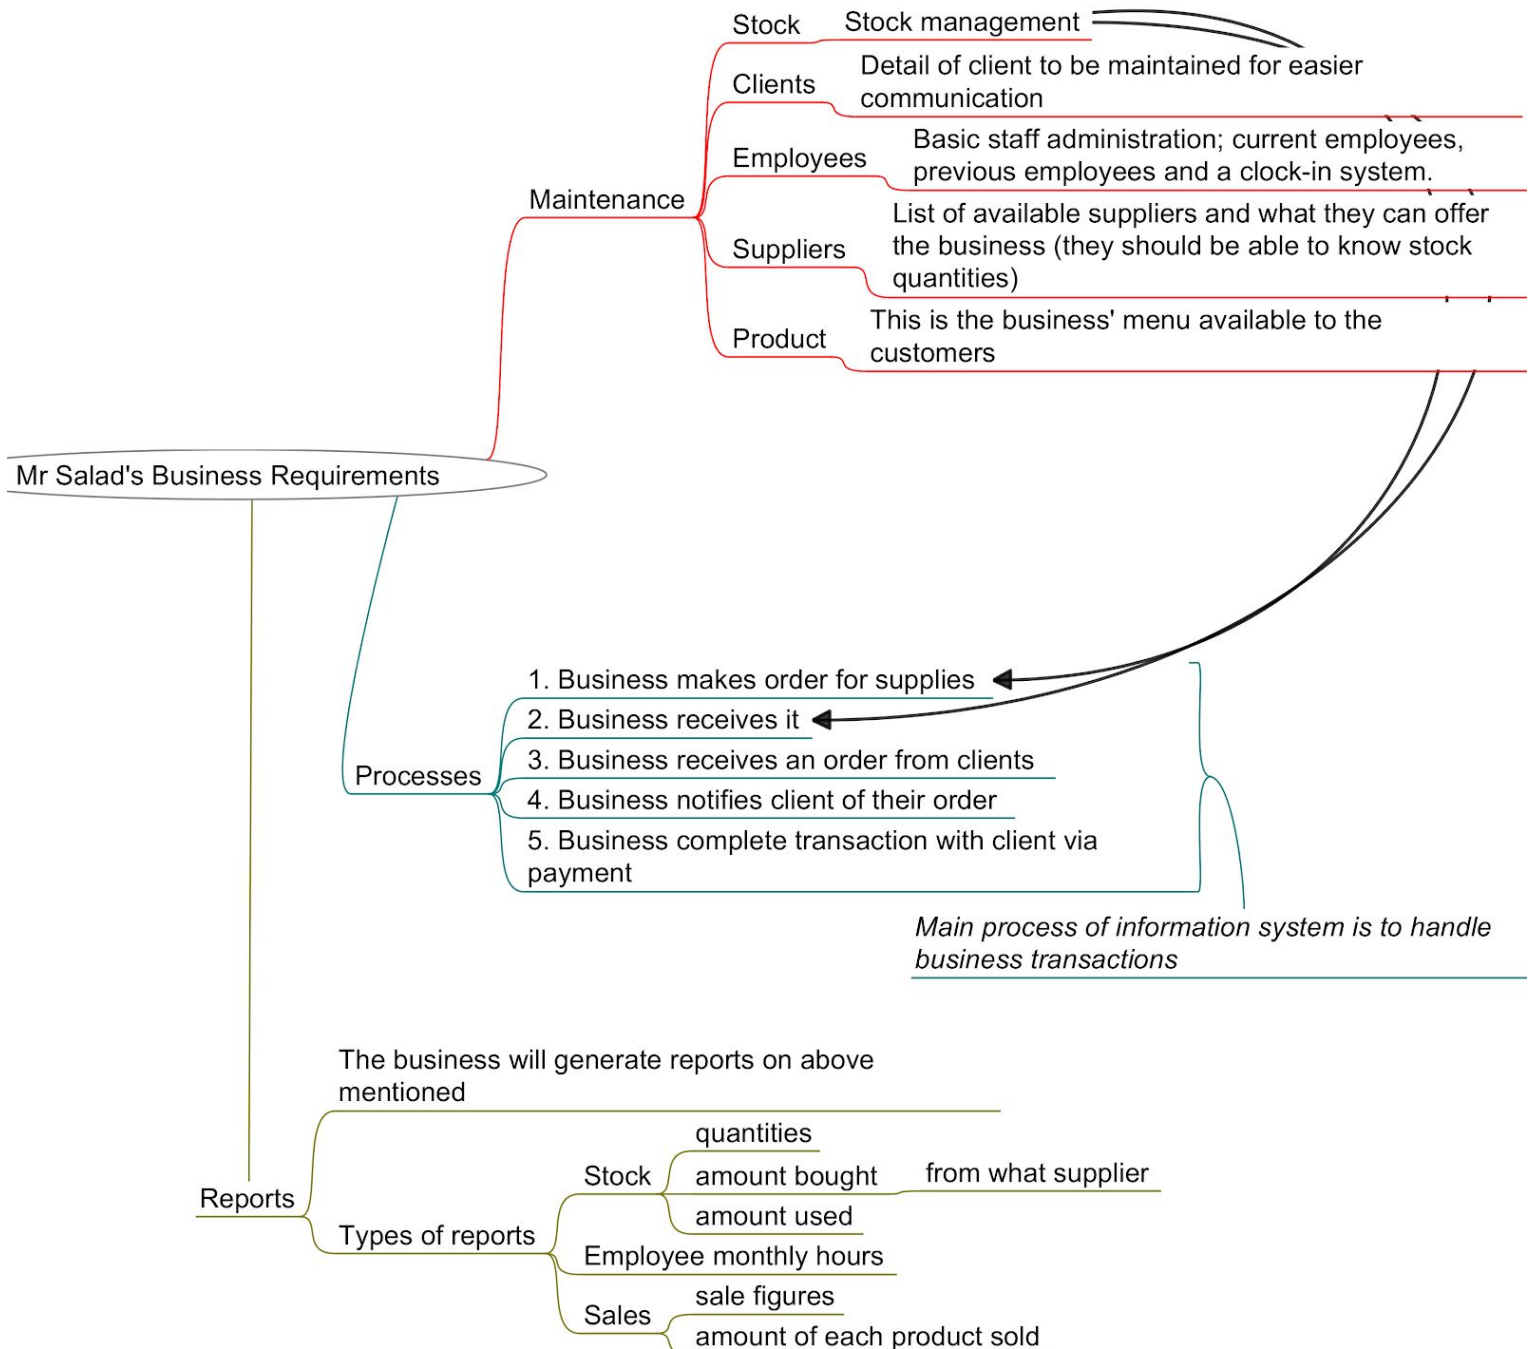 Stock
Stock management
Clients
Detail of client to be maintained for easier
communication
Employees
Basic staff administration; current employees,
previous employees and a clock-in system.
Maintenance
Suppliers
List of available suppliers and what they can offer
the business (they should be able to know stock
quantities)
Product
This is the business' menu available to the
customers
Mr Salad's Business Requirements
Processes
1. Business makes order for supplies
2. Business receives it
3. Business receives an order from clients
4. Business notifies client of their order
5. Business complete transaction with client via
payment
Main process of information system is to handle
business transactions
Reports
The business will generate reports on above
mentioned
Types of reports
Stock
quantities
amount bought
from what supplier
amount used
Employee monthly hours
Sales
sale figures
amount of each product sold